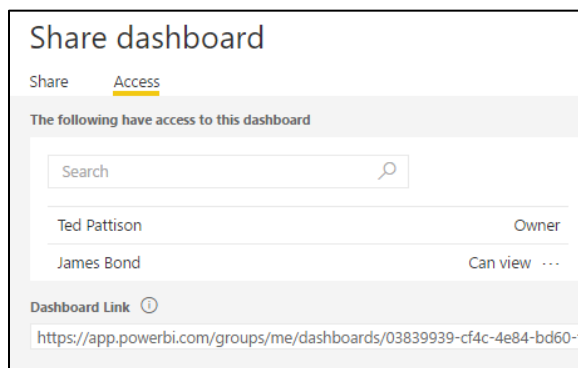 Share dashboard
Share Access
The following have access to this dashboard
Search
Ted Pattison Owner
James Bond Can view ...
Dashboard Link
https://app.powerbi.com/groups/me/dashboards/03839939-cf4c-4e84-bd60-